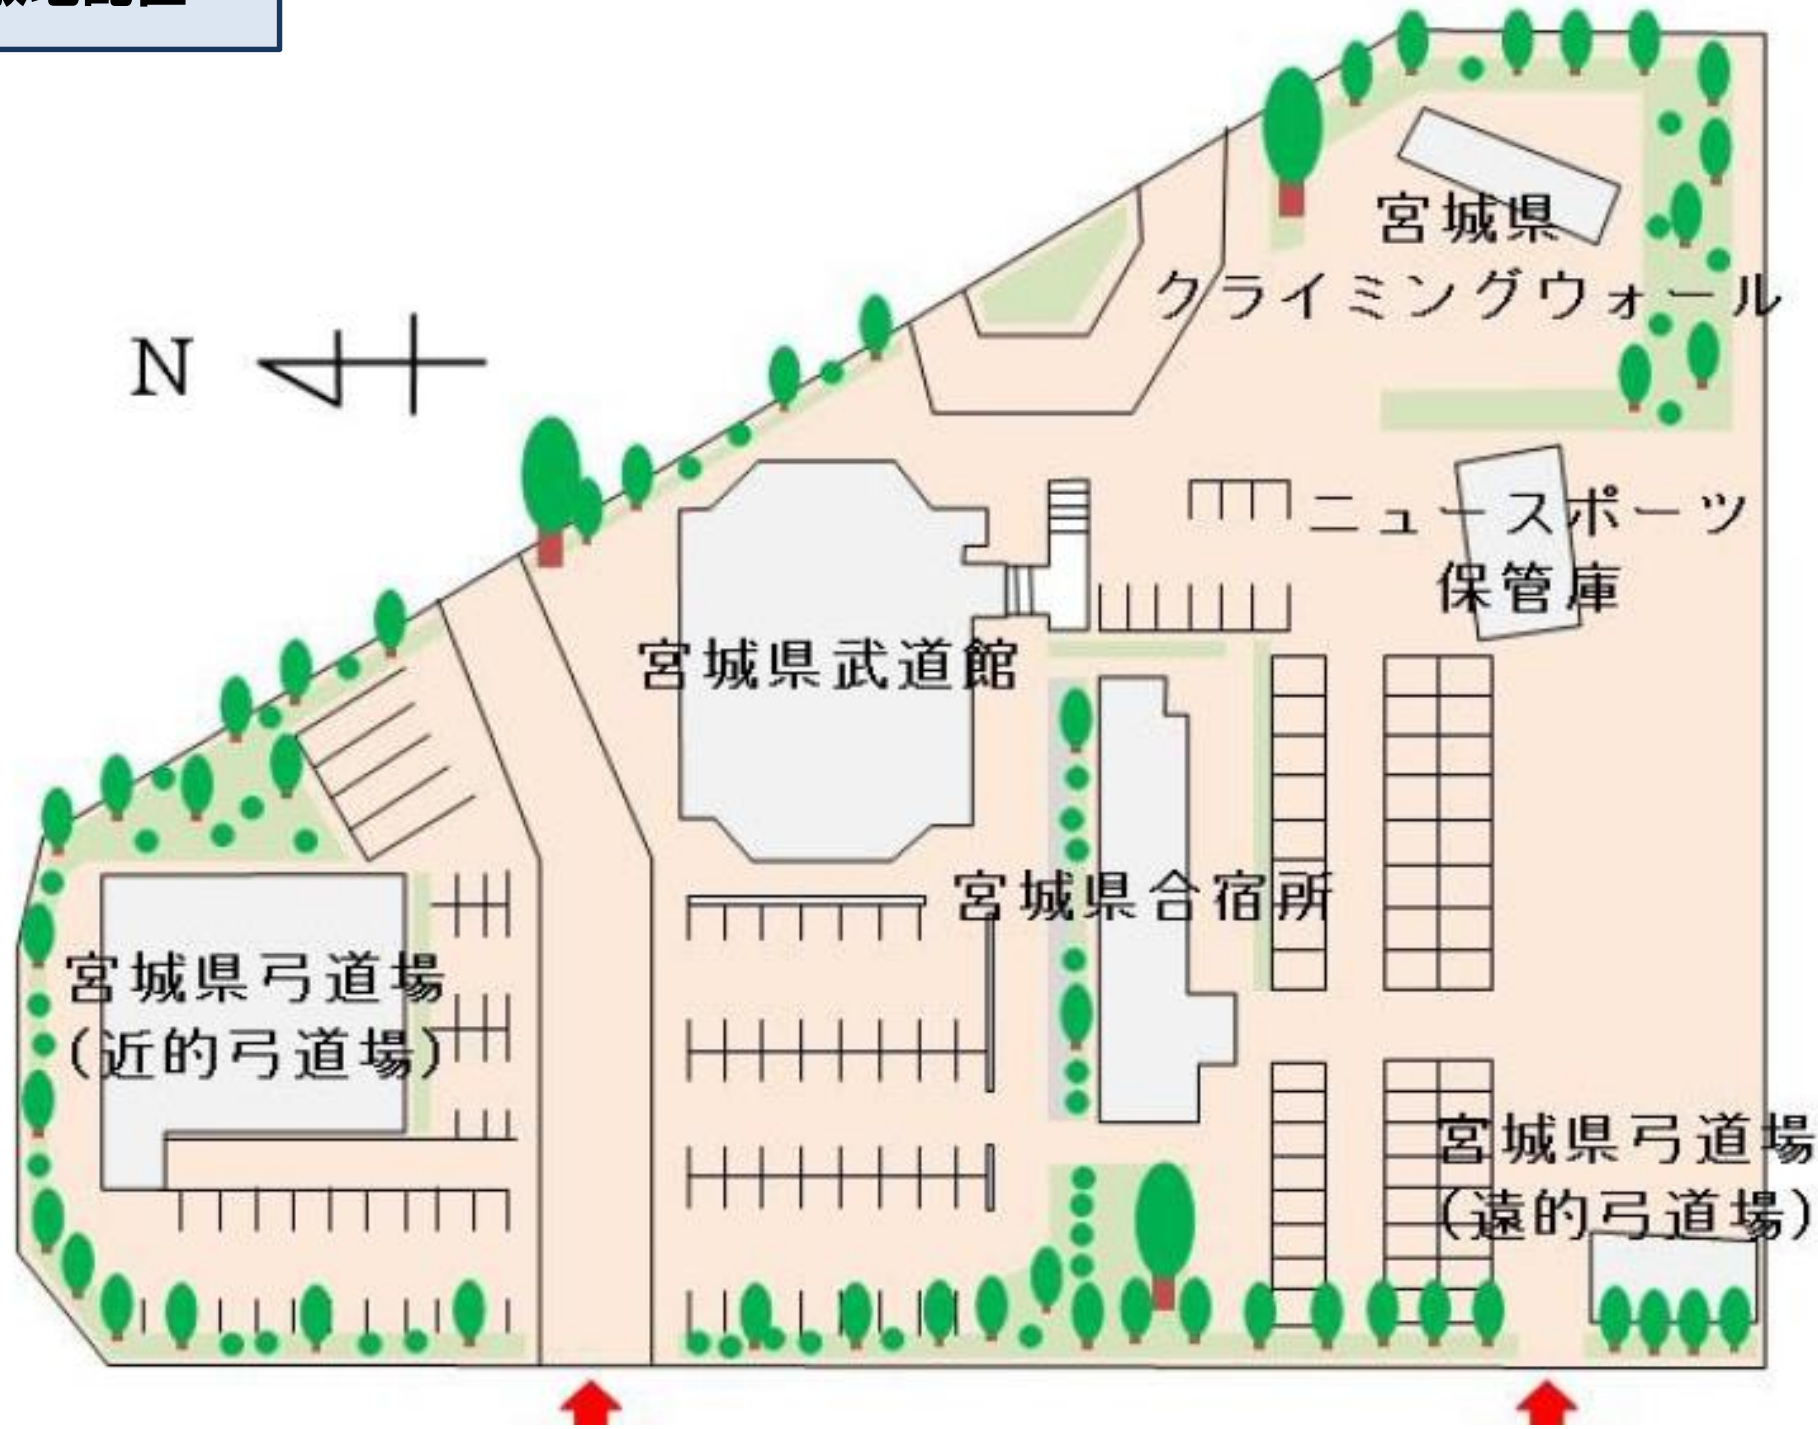 宮城県
クライミングウォール
N
ニュースポーツ
保管庫
宮城県武道館
宮城県合宿所
宮城県弓道場
(近的弓道場)
宮城県弓道場
(遠的弓道場)